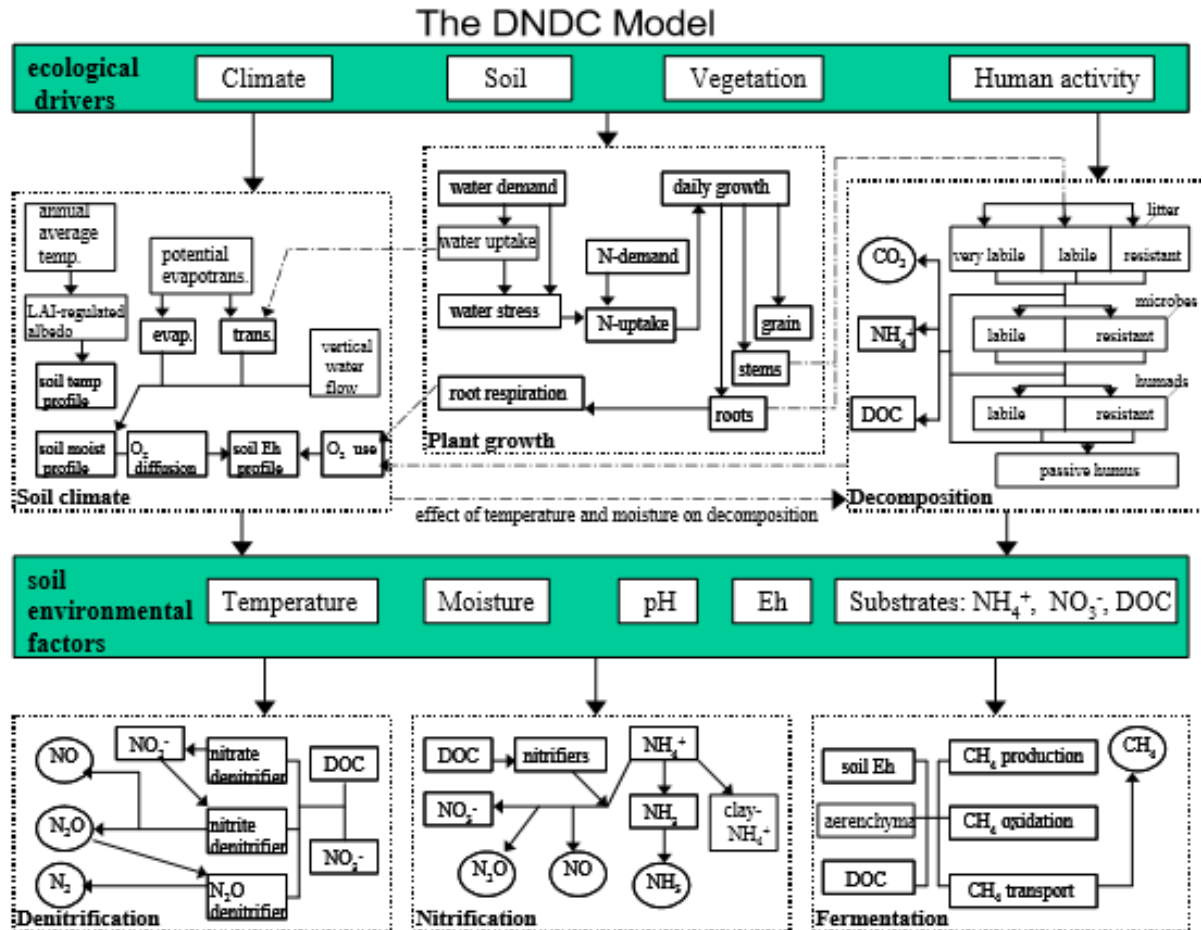 The DNDC Model
ecological
drivers
Climate
Soil
Vegetation
Human activity
annual
average
temp.
potential
evapotrans.
LAI-regulated
albedo
evap.
trans.
vertical
water
flow
soil temp
profile
soil moist
profile
O₂
diffusion
soil Eh
profile
O₂ use
Soil climate
water demand
daily growth
water uptake
N-demand
water stress
N-uptake
grain
stems
root respiration
roots
Plant growth
effect of temperature and moisture on decomposition
litter
CO₂
very labile
labile
resistant
microbes
NH₄⁺
labile
resistant
humads
DOC
labile
resistant
passive humus
Decomposition
soil
environmental
factors
Temperature
Moisture
pH
Eh
Substrates: NH₄⁺, NO₃⁻, DOC
NO
NO₂⁻
nitrate
denitrifier
DOC
N₂O
nitrite
denitrifier
NO₃⁻
N₂
N₂O
denitrifier
Denitrification
DOC
nitrifiers
NH₄⁺
NO₃⁻
NH₃
clay-
NH₄⁺
N₂O
NO
NH₃
Nitrification
soil Eh
CH₄ production
CH₄
aerenchyma
CH₄ oxidation
DOC
CH₄ transport
Fermentation